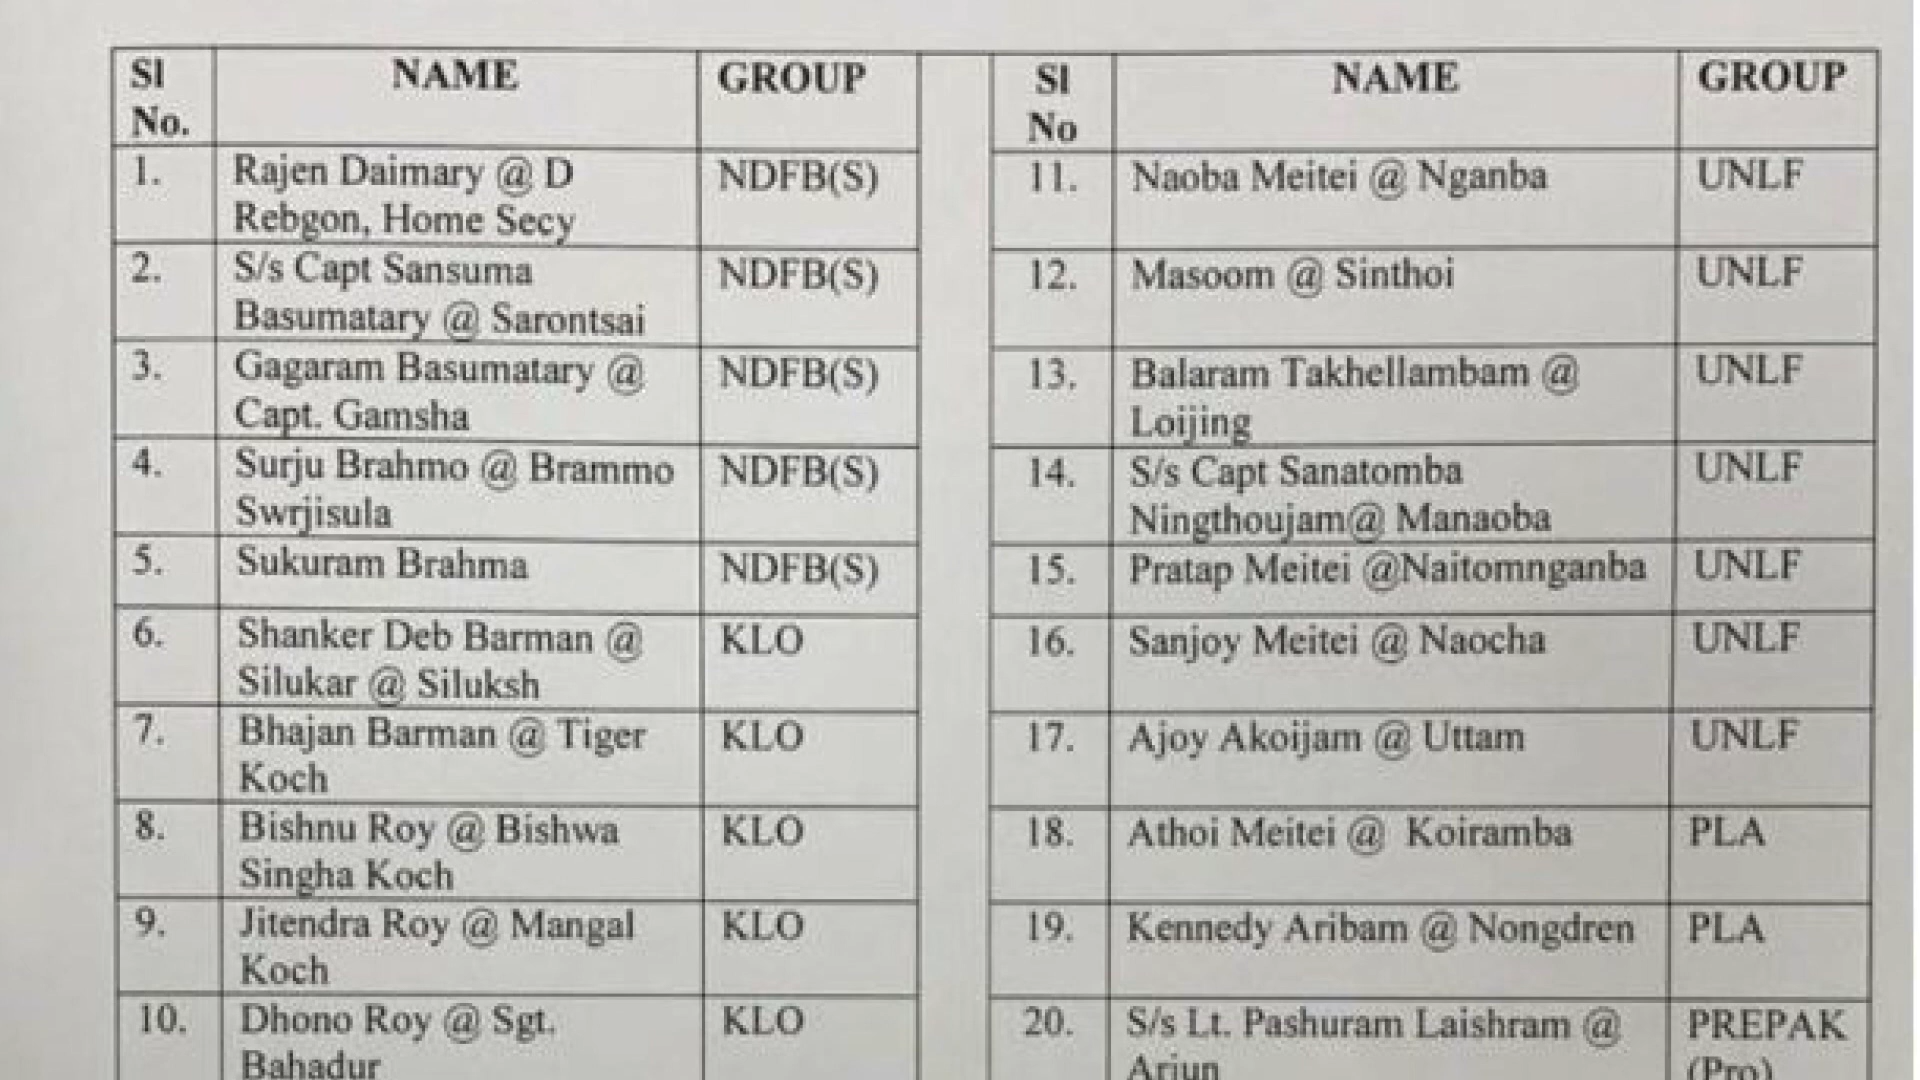 Sl NAME GROUP
No.
1. Rajen Daimary @ D NDFB(S)
Rebgon, Home Secy
2. S/s Capt Sansuma NDFB(S)
Basumatary @ Sarontsai
3. Gagaram Basumatary @ NDFB(S)
Capt. Gamsha
4. Surju Brahmo @ Brammo NDFB(S)
Swrjisula
5. Sukuram Brahma NDFB(S)
6. Shanker Deb Barman @ KLO
Silukar @ Siluksh
7. Bhajan Barman @ Tiger KLO
Koch
8. Bishnu Roy @ Bishwa KLO
Singha Koch
9. Jitendra Roy @ Mangal KLO
Koch
10. Dhono Roy @ Sgt. KLO
Bahadur
Sl NAME GROUP
No
11. Naoba Meitei @ Nganba UNLF
12. Masoom @ Sinthoi UNLF
13. Balaram Takhellambam @ UNLF
Loijing
14. S/s Capt Sanatomba UNLF
Ningthoujam@ Manaoba
15. Pratap Meitei @Naitomnganba UNLF
16. Sanjoy Meitei @ Naocha UNLF
17. Ajoy Akoijam @ Uttam UNLF
18. Athoi Meitei @ Koiramba PLA
19. Kennedy Aribam @ Nongdren PLA
20. S/s Lt. Pashuram Laishram @ PREPAK
Arjun (Pro)